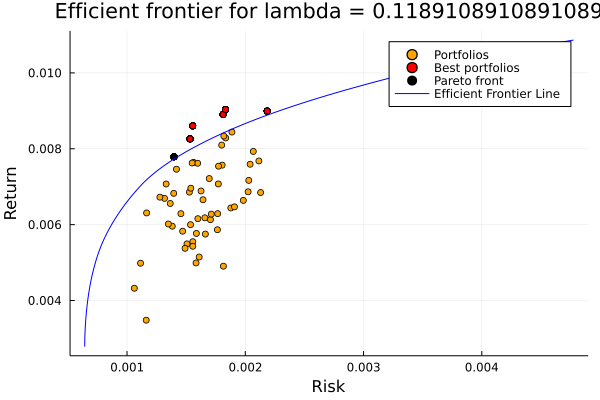 Efficient frontier for lambda = 0.1189108910891089
Portfolios
Best portfolios
Pareto front
Efficient Frontier Line
Return
0.010
0.008
0.006
0.004
0.001
0.002
0.003
0.004
Risk